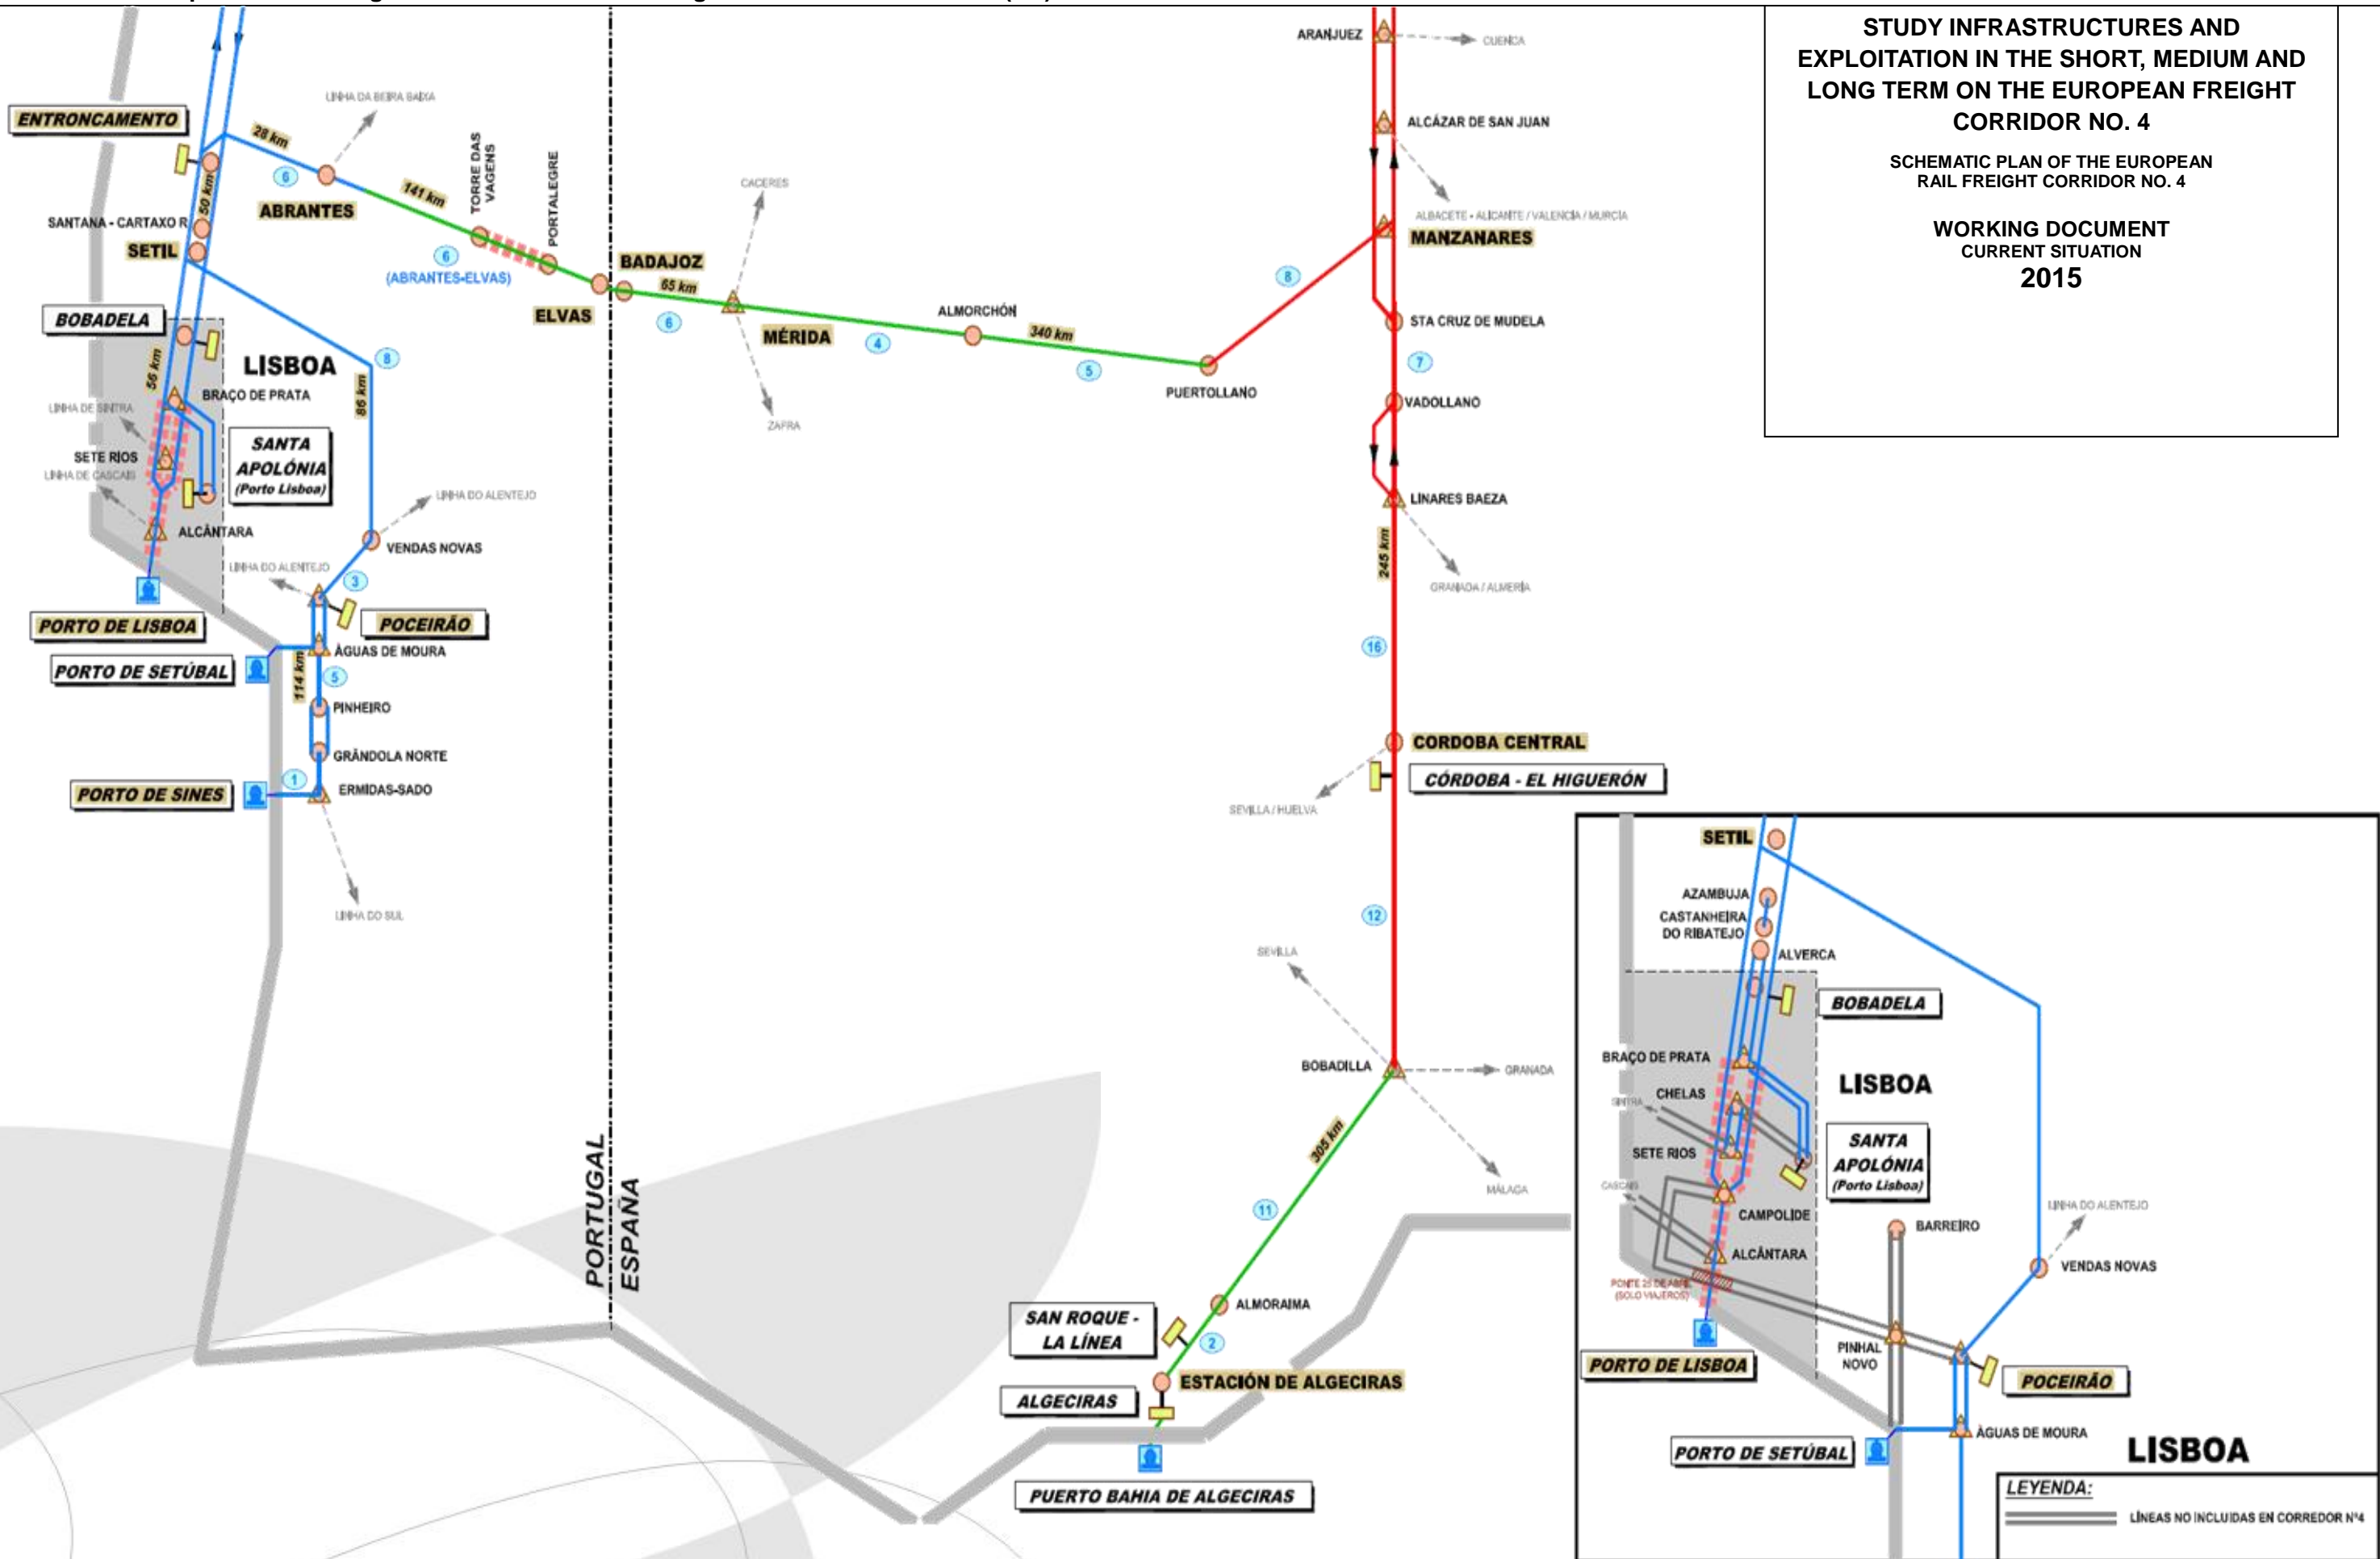 STUDY INFRASTRUCTURES AND
EXPLOITATION IN THE SHORT, MEDIUM AND
LONG TERM ON THE EUROPEAN FREIGHT
CORRIDOR NO. 4
SCHEMATIC PLAN OF THE EUROPEAN
RAIL FREIGHT CORRIDOR NO. 4
WORKING DOCUMENT
CURRENT SITUATION
2015
ENTRONCAMENTO
28 km
6
LINHA DA BEIRA BAIXA
ABRANTES
50 km
SANTANA - CARTAXO R
SETIL
141 km
TORRE DAS
VAGENS
PORTALEGRE
6
(ABRANTES-ELVAS)
ELVAS
BADAJOZ
65 km
6
CACERES
MÉRIDA
ZAFRA
4
ALMORCHÓN
340 km
5
PUERTOLLANO
8
ARANJUEZ
CUENCA
ALCÁZAR DE SAN JUAN
ALBACETE - ALICANTE / VALENCIA / MURCIA
MANZANARES
STA CRUZ DE MUDELA
7
VADOLLANO
LINARES BAEZA
245 km
GRANADA / ALMERÍA
16
CORDOBA CENTRAL
CÓRDOBA - EL HIGUERÓN
SEVILLA / HUELVA
12
SEVILLA
BOBADILLA
GRANADA
MÁLAGA
305 km
11
ALMORAIMA
SAN ROQUE -
LA LÍNEA
2
ESTACIÓN DE ALGECIRAS
ALGECIRAS
PUERTO BAHIA DE ALGECIRAS
PORTUGAL
ESPAÑA
BOBADELA
LISBOA
56 km
BRAÇO DE PRATA
LINHA DE SINTRA
SETE RIOS
LINHA DE CASCAIS
SANTA
APOLÓNIA
(Porto Lisboa)
ALCÂNTARA
8
86 km
LINHA DO ALENTEJO
VENDAS NOVAS
LINHA DO ALENTEJO
3
PORTO DE LISBOA
POCEIRÃO
ÀGUAS DE MOURA
PORTO DE SETÚBAL
114 km
5
PINHEIRO
GRÂNDOLA NORTE
1
ERMIDAS-SADO
PORTO DE SINES
LINHA DO SUL
SETIL
AZAMBUJA
CASTANHEIRA
DO RIBATEJO
ALVERCA
BOBADELA
BRAÇO DE PRATA
LISBOA
CHELAS
SINTRA
SETE RIOS
SANTA
APOLÓNIA
(Porto Lisboa)
CASCAIS
CAMPOLIDE
ALCÂNTARA
BARREIRO
LINHA DO ALENTEJO
VENDAS NOVAS
PONTE 25 DE ABRIL
(SOLO VIAJEROS)
PINHAL
NOVO
PORTO DE LISBOA
POCEIRÃO
ÀGUAS DE MOURA
PORTO DE SETÚBAL
LISBOA
LEYENDA:
LÍNEAS NO INCLUIDAS EN CORREDOR Nº4